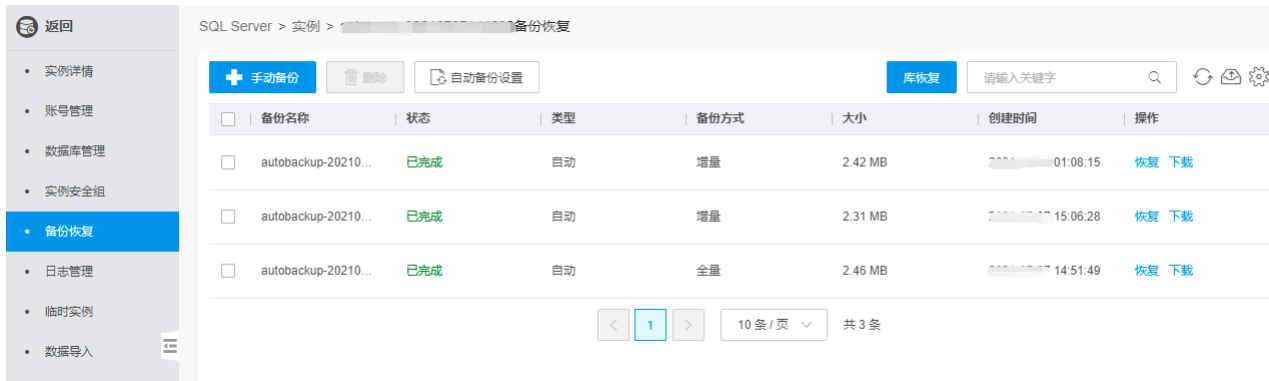 返回
SQL Server > 实例 > 备份恢复
实例详情
账号管理
数据库管理
实例安全组
备份恢复
日志管理
临时实例
数据导入
手动备份 删除 自动备份设置 库恢复 请输入关键字
备份名称 状态 类型 备份方式 大小 创建时间 操作
autobackup-20210... 已完成 自动 增量 2.42 MB 01:08:15 恢复 下载
autobackup-20210... 已完成 自动 增量 2.31 MB 15:06:28 恢复 下载
autobackup-20210... 已完成 自动 全量 2.46 MB 14:51:49 恢复 下载
< 1 > 10 条 / 页 共 3 条